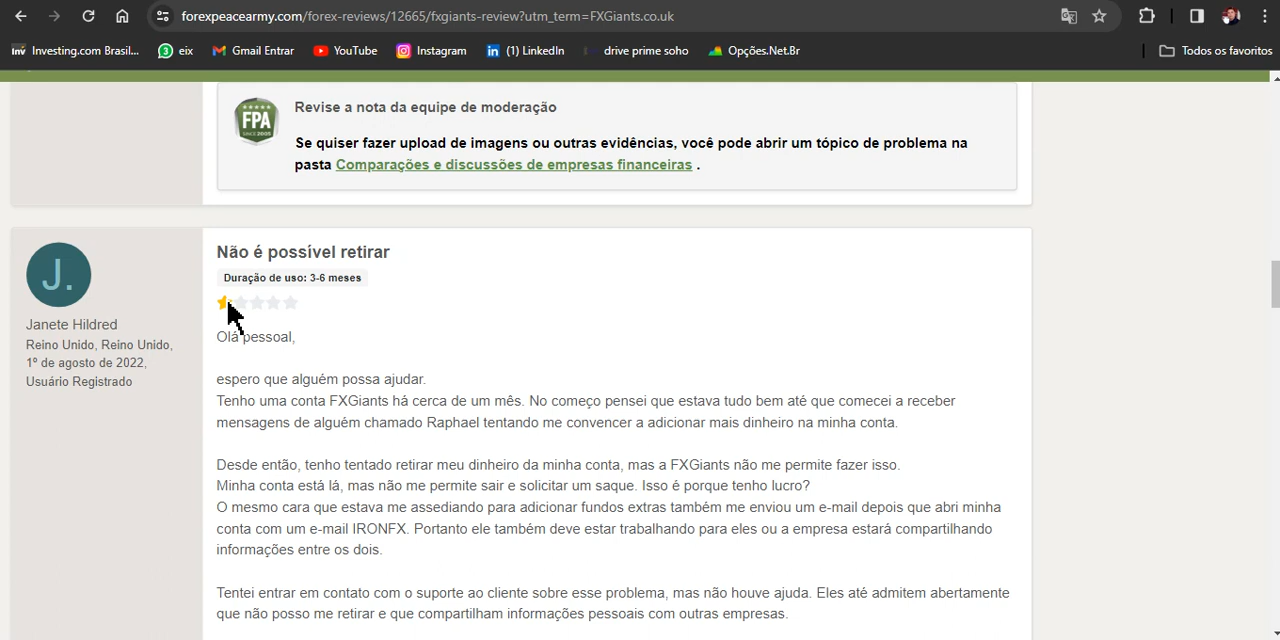 forexpeacearmy.com/forex-reviews/12665/fxgiants-review?utm_term=FXGiants.co.uk
inv Investing.com Brasil... 3 eix Gmail Entrar YouTube Instagram in (1) LinkedIn drive prime soho Opções.Net.Br Todos os favoritos
FPA
SINCE 2005
Revise a nota da equipe de moderação
Se quiser fazer upload de imagens ou outras evidências, você pode abrir um tópico de problema na
pasta Comparações e discussões de empresas financeiras .
J.
Janete Hildred
Reino Unido, Reino Unido,
1º de agosto de 2022,
Usuário Registrado
Não é possível retirar
Duração de uso: 3-6 meses
Olá pessoal,
espero que alguém possa ajudar.
Tenho uma conta FXGiants há cerca de um mês. No começo pensei que estava tudo bem até que comecei a receber
mensagens de alguém chamado Raphael tentando me convencer a adicionar mais dinheiro na minha conta.
Desde então, tenho tentado retirar meu dinheiro da minha conta, mas a FXGiants não me permite fazer isso.
Minha conta está lá, mas não me permite sair e solicitar um saque. Isso é porque tenho lucro?
O mesmo cara que estava me assediando para adicionar fundos extras também me enviou um e-mail depois que abri minha
conta com um e-mail IRONFX. Portanto ele também deve estar trabalhando para eles ou a empresa estará compartilhando
informações entre os dois.
Tentei entrar em contato com o suporte ao cliente sobre esse problema, mas não houve ajuda. Eles até admitem abertamente
que não posso me retirar e que compartilham informações pessoais com outras empresas.